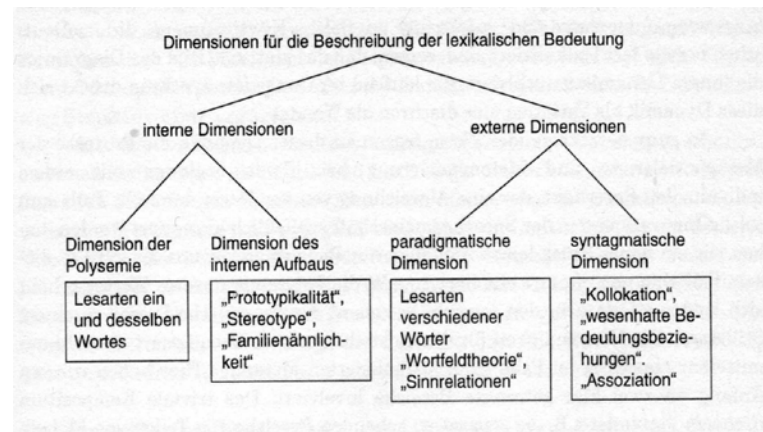 Dimensionen für die Beschreibung der lexikalischen Bedeutung
interne Dimensionen
externe Dimensionen
Dimension der
Polysemie
Lesarten ein
und desselben
Wortes
Dimension des
internen Aufbaus
„Prototypikalität“,
„Stereotype“,
„Familienähnlich-
keit“
paradigmatische
Dimension
Lesarten
verschiedener
Wörter
„Wortfeldtheorie“,
„Sinnrelationen“
syntagmatische
Dimension
„Kollokation“,
„wesenhafte Be-
deutungsbezie-
hungen“.
„Assoziation“